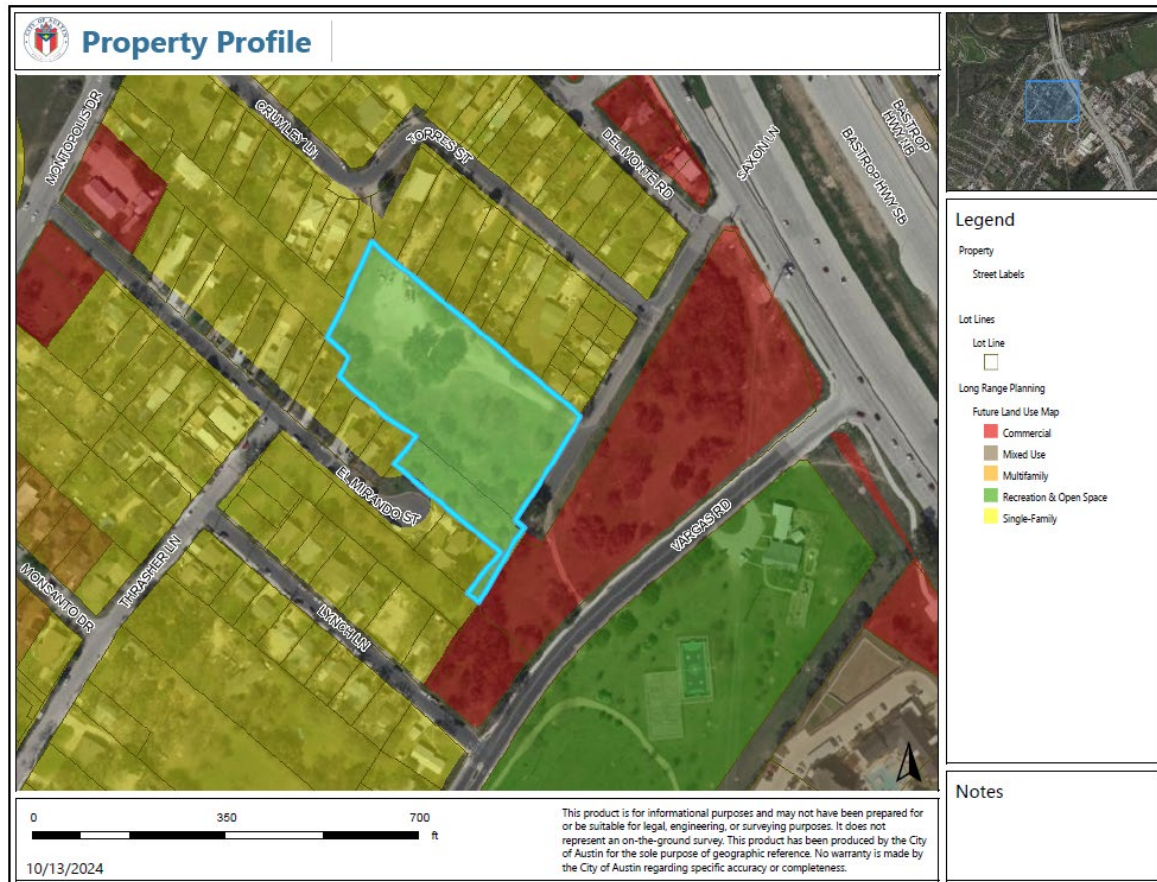 Property Profile
MONTOPOLIS DR
CRUMLEY LN
TORRES ST
DEL MONTE RD
SAXON LN
BASTROP HWY SB
BASTROP
HWY NB
EL MIRANDO ST
THRASHER LN
MONSANTO DR
LYNCH LN
VARGAS RD
Legend
Property
Street Labels
Lot Lines
Lot Line
Long Range Planning
Future Land Use Map
Commercial
Mixed Use
Multifamily
Recreation & Open Space
Single-Family
Notes
0 350 700
ft
10/13/2024
This product is for informational purposes and may not have been prepared for
or be suitable for legal, engineering, or surveying purposes. It does not
represent an on-the-ground survey. This product has been produced by the City
of Austin for the sole purpose of geographic reference. No warranty is made by
the City of Austin regarding specific accuracy or completeness.